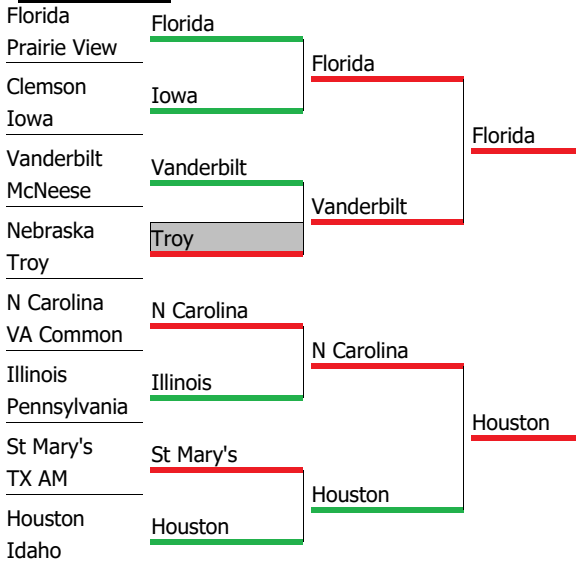 Florida
Prairie View
Clemson
Iowa
Vanderbilt
McNeese
Nebraska
Troy
N Carolina
VA Common
Illinois
Pennsylvania
St Mary's
TX AM
Houston
Idaho
Florida
Iowa
Vanderbilt
Troy
N Carolina
Illinois
St Mary's
Houston
Florida
Vanderbilt
N Carolina
Houston
Florida
Houston